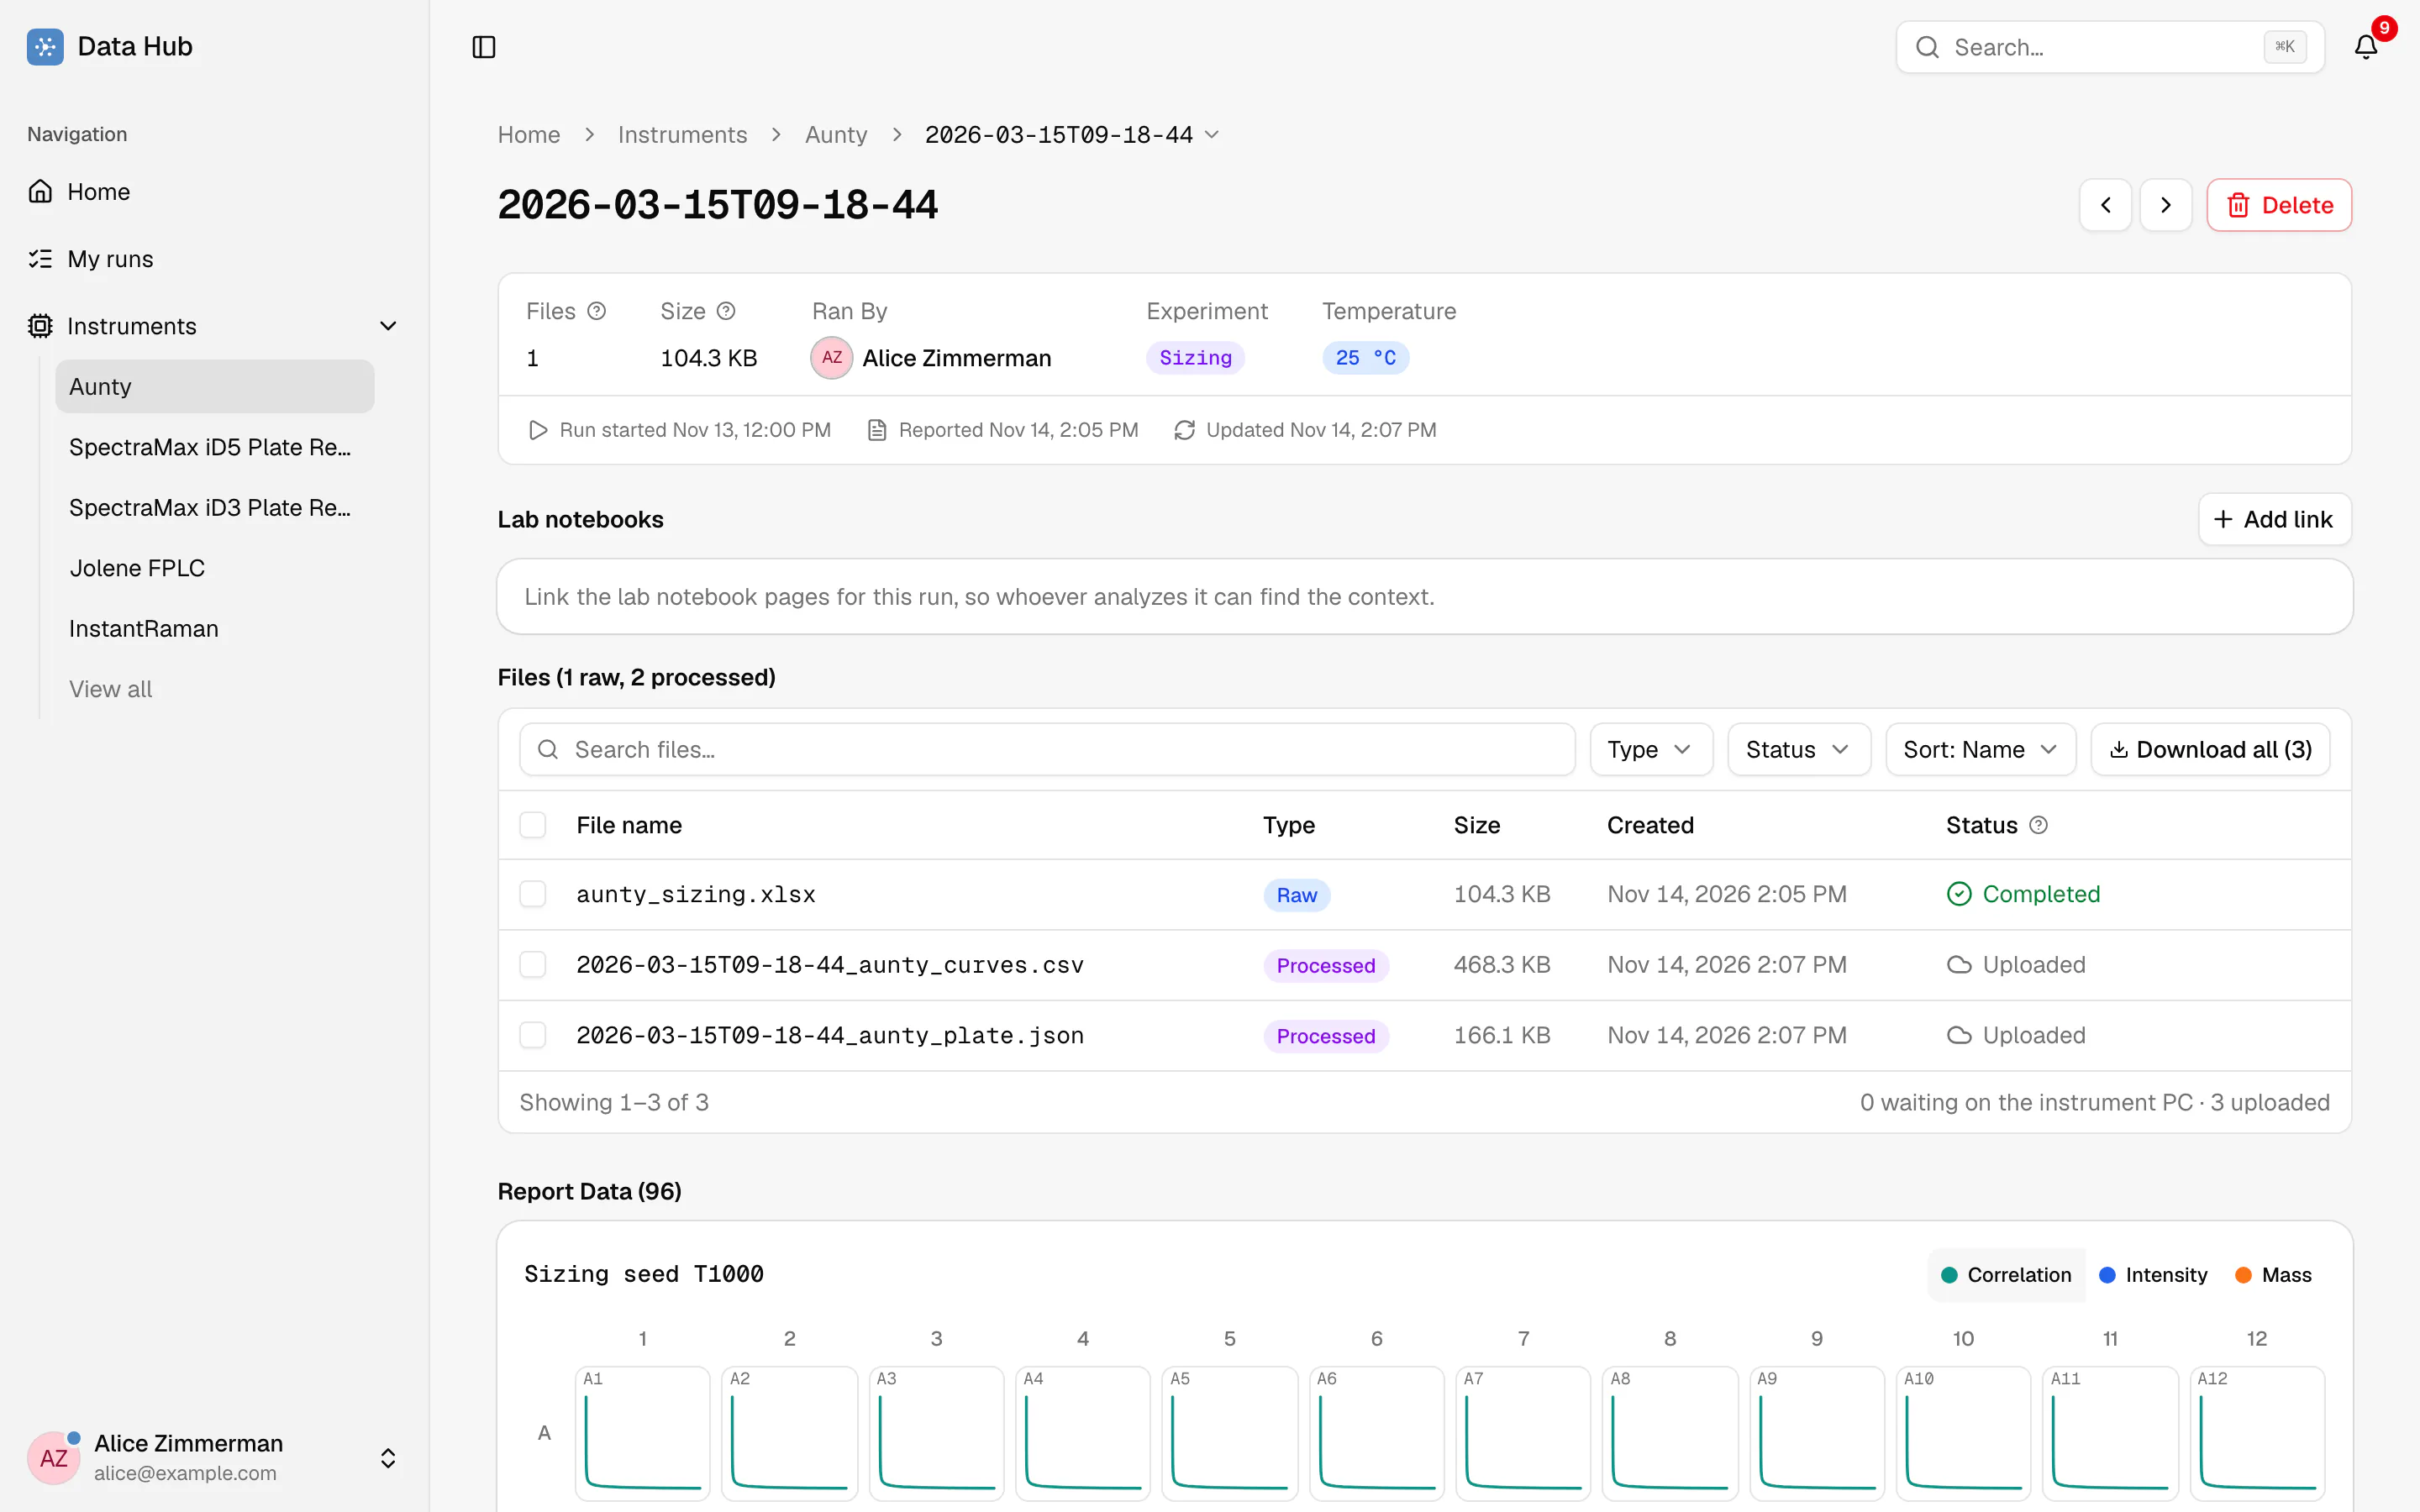 Data Hub
Search...
⌘K
9
Navigation
Home
My runs
Instruments
Aunty
SpectraMax iD5 Plate Re...
SpectraMax iD3 Plate Re...
Jolene FPLC
InstantRaman
View all
AZ
Alice Zimmerman
alice@example.com
Home > Instruments > Aunty > 2026-03-15T09-18-44
2026-03-15T09-18-44
Delete
Files Size Ran By Experiment Temperature
1 104.3 KB AZ Alice Zimmerman Sizing 25 °C
Run started Nov 13, 12:00 PM Reported Nov 14, 2:05 PM Updated Nov 14, 2:07 PM
Lab notebooks
Add link
Link the lab notebook pages for this run, so whoever analyzes it can find the context.
Files (1 raw, 2 processed)
Search files... Type Status Sort: Name Download all (3)
File name Type Size Created Status
aunty_sizing.xlsx Raw 104.3 KB Nov 14, 2026 2:05 PM Completed
2026-03-15T09-18-44_aunty_curves.csv Processed 468.3 KB Nov 14, 2026 2:07 PM Uploaded
2026-03-15T09-18-44_aunty_plate.json Processed 166.1 KB Nov 14, 2026 2:07 PM Uploaded
Showing 1–3 of 3 0 waiting on the instrument PC · 3 uploaded
Report Data (96)
Sizing seed T1000 Correlation Intensity Mass
1 2 3 4 5 6 7 8 9 10 11 12
A1 A2 A3 A4 A5 A6 A7 A8 A9 A10 A11 A12
A